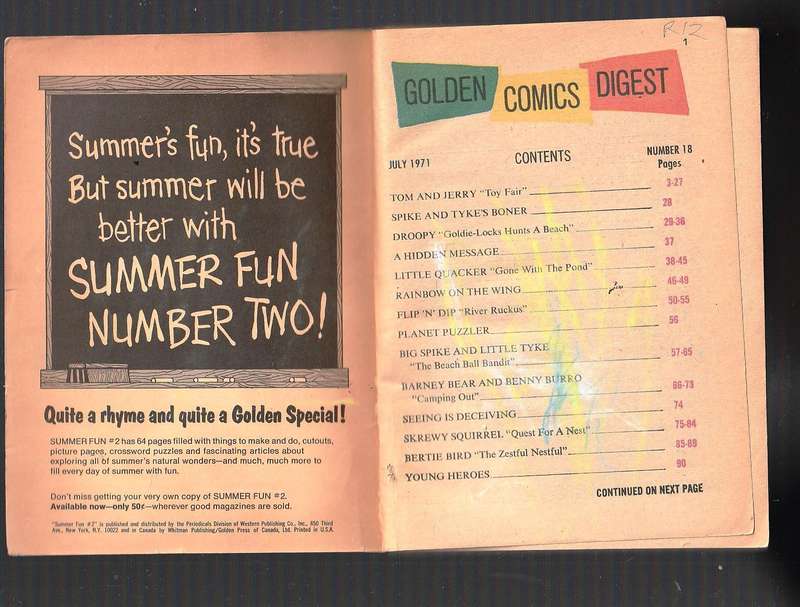 Summer's fun, it's true
But summer will be
better with
SUMMER FUN
NUMBER TWO!
Quite a rhyme and quite a Golden Special!
SUMMER FUN #2 has 64 pages filled with things to make and do, cutouts,
picture pages, crossword puzzles and fascinating articles about
exploring all of summer's natural wonders—and much, much more to
fill every day of summer with fun.
Don't miss getting your very own copy of SUMMER FUN #2.
Available now—only 50¢—wherever good magazines are sold.
"Summer Fun #2" is published and distributed by the Periodicals Division of Western Publishing Co., Inc., 850 Third
Ave., New York, N.Y. 10022 and in Canada by Whitman Publishing/Golden Press of Canada, Ltd. Printed in U.S.A.
R12
1
GOLDEN COMICS DIGEST
JULY 1971 CONTENTS NUMBER 18
Pages
TOM AND JERRY "Toy Fair" 3-27
SPIKE AND TYKE'S BONER 28
DROOPY "Goldie-Locks Hunts A Beach" 29-36
A HIDDEN MESSAGE 37
LITTLE QUACKER "Gone With The Pond" 38-45
RAINBOW ON THE WING 46-49
FLIP 'N' DIP "River Ruckus" 50-55
PLANET PUZZLER 56
BIG SPIKE AND LITTLE TYKE
"The Beach Ball Bandit" 57-65
BARNEY BEAR AND BENNY BURRO
"Camping Out" 66-73
SEEING IS DECEIVING 74
SKREWY SQUIRREL "Quest For A Nest" 75-84
BERTIE BIRD "The Zestful Nestful" 85-89
YOUNG HEROES 90
CONTINUED ON NEXT PAGE